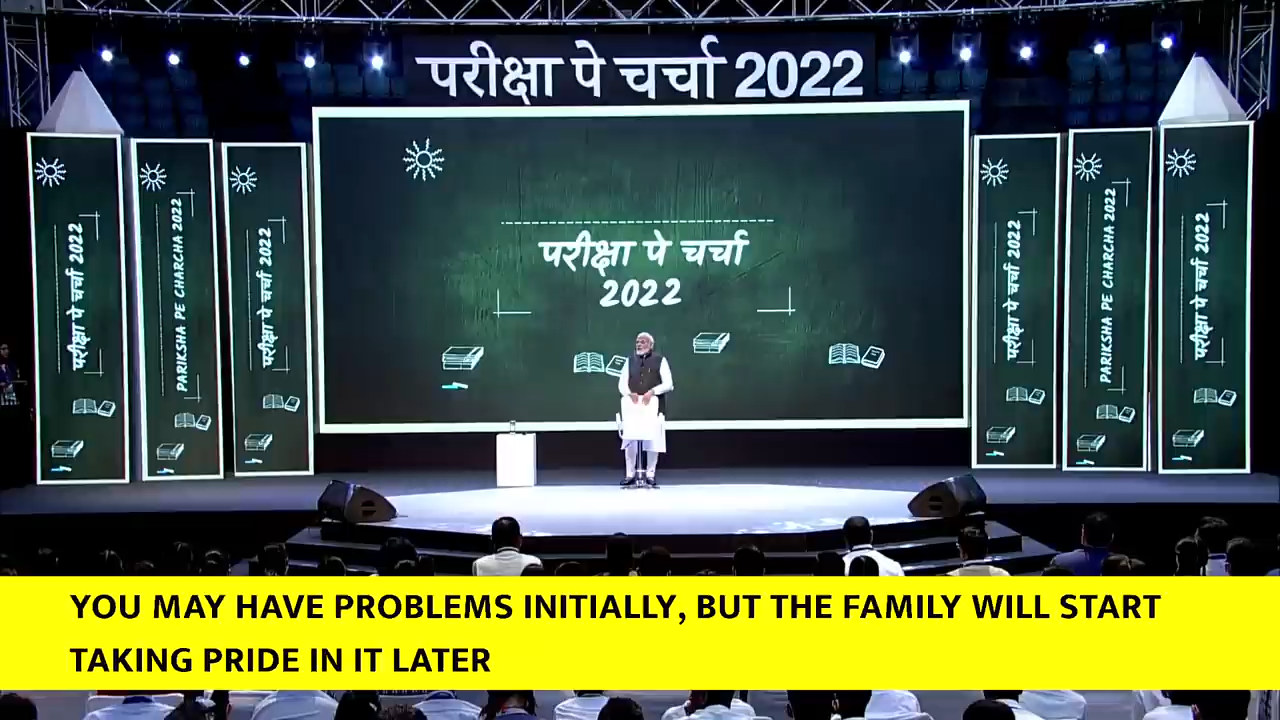 परीक्षा पे चर्चा 2022
परीक्षा पे चर्चा 2022
PARIKSHA PE CHARCHA 2022
परीक्षा पे चर्चा 2022
परीक्षा पे चर्चा
2022
परीक्षा पे चर्चा 2022
PARIKSHA PE CHARCHA 2022
परीक्षा पे चर्चा 2022
YOU MAY HAVE PROBLEMS INITIALLY, BUT THE FAMILY WILL START
TAKING PRIDE IN IT LATER